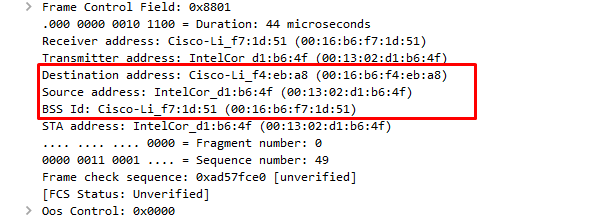 Frame Control Field: 0x8801
.000 0000 0010 1100 = Duration: 44 microseconds
Receiver address: Cisco-Li_f7:1d:51 (00:16:b6:f7:1d:51)
Transmitter address: IntelCor_d1:b6:4f (00:13:02:d1:b6:4f)
Destination address: Cisco-Li_f4:eb:a8 (00:16:b6:f4:eb:a8)
Source address: IntelCor_d1:b6:4f (00:13:02:d1:b6:4f)
BSS Id: Cisco-Li_f7:1d:51 (00:16:b6:f7:1d:51)
STA address: IntelCor_d1:b6:4f (00:13:02:d1:b6:4f)
.... .... .... 0000 = Fragment number: 0
0000 0011 0001 .... = Sequence number: 49
Frame check sequence: 0xad57fce0 [unverified]
[FCS Status: Unverified]
Qos Control: 0x0000